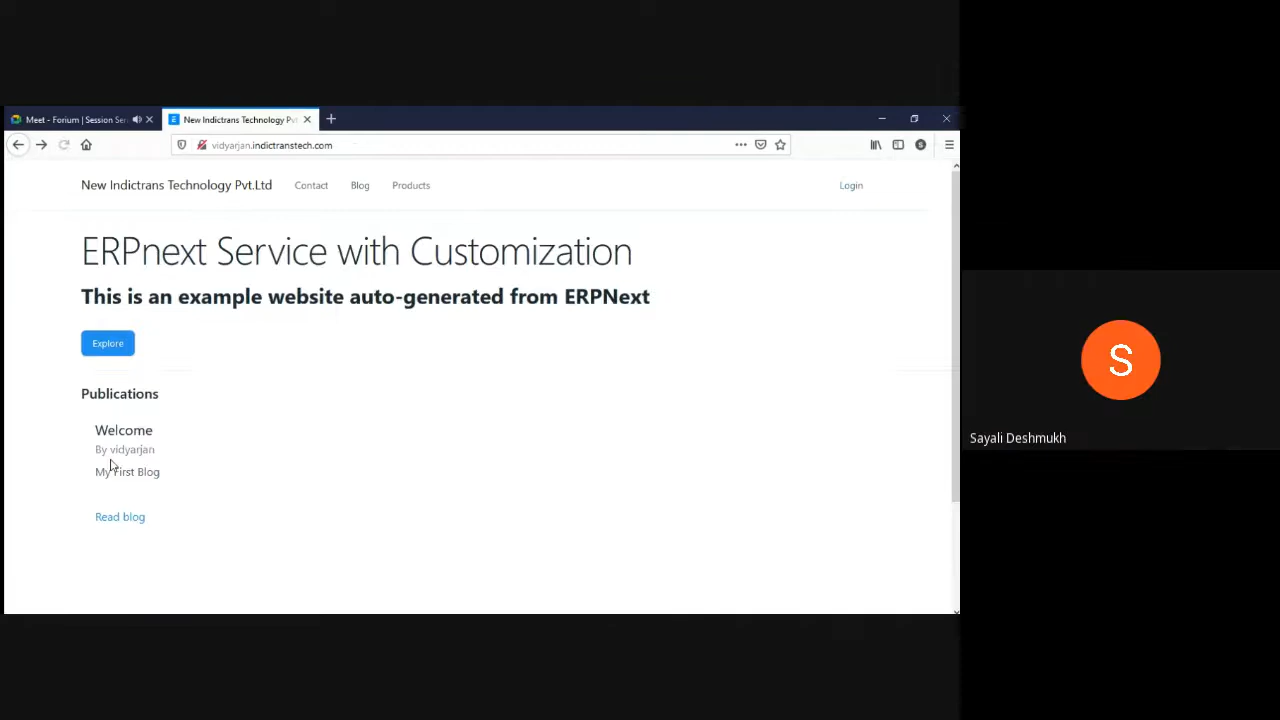 Meet - Forium | Session Ser
New Indictrans Technology Pv
vidyarjan.indictranstech.com
New Indictrans Technology Pvt.Ltd Contact Blog Products Login
ERPnext Service with Customization
This is an example website auto-generated from ERPNext
Explore
Publications
Welcome
By vidyarjan
My First Blog
Read blog
S
Sayali Deshmukh